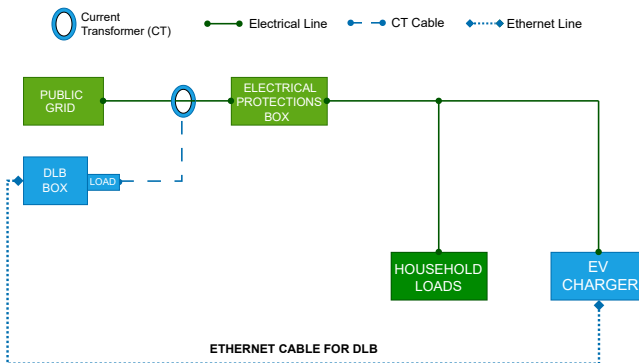 Current
Transformer (CT)
Electrical Line
CT Cable
Ethernet Line
PUBLIC
GRID
ELECTRICAL
PROTECTIONS
BOX
DLB
BOX
LOAD
HOUSEHOLD
LOADS
EV
CHARGER
ETHERNET CABLE FOR DLB